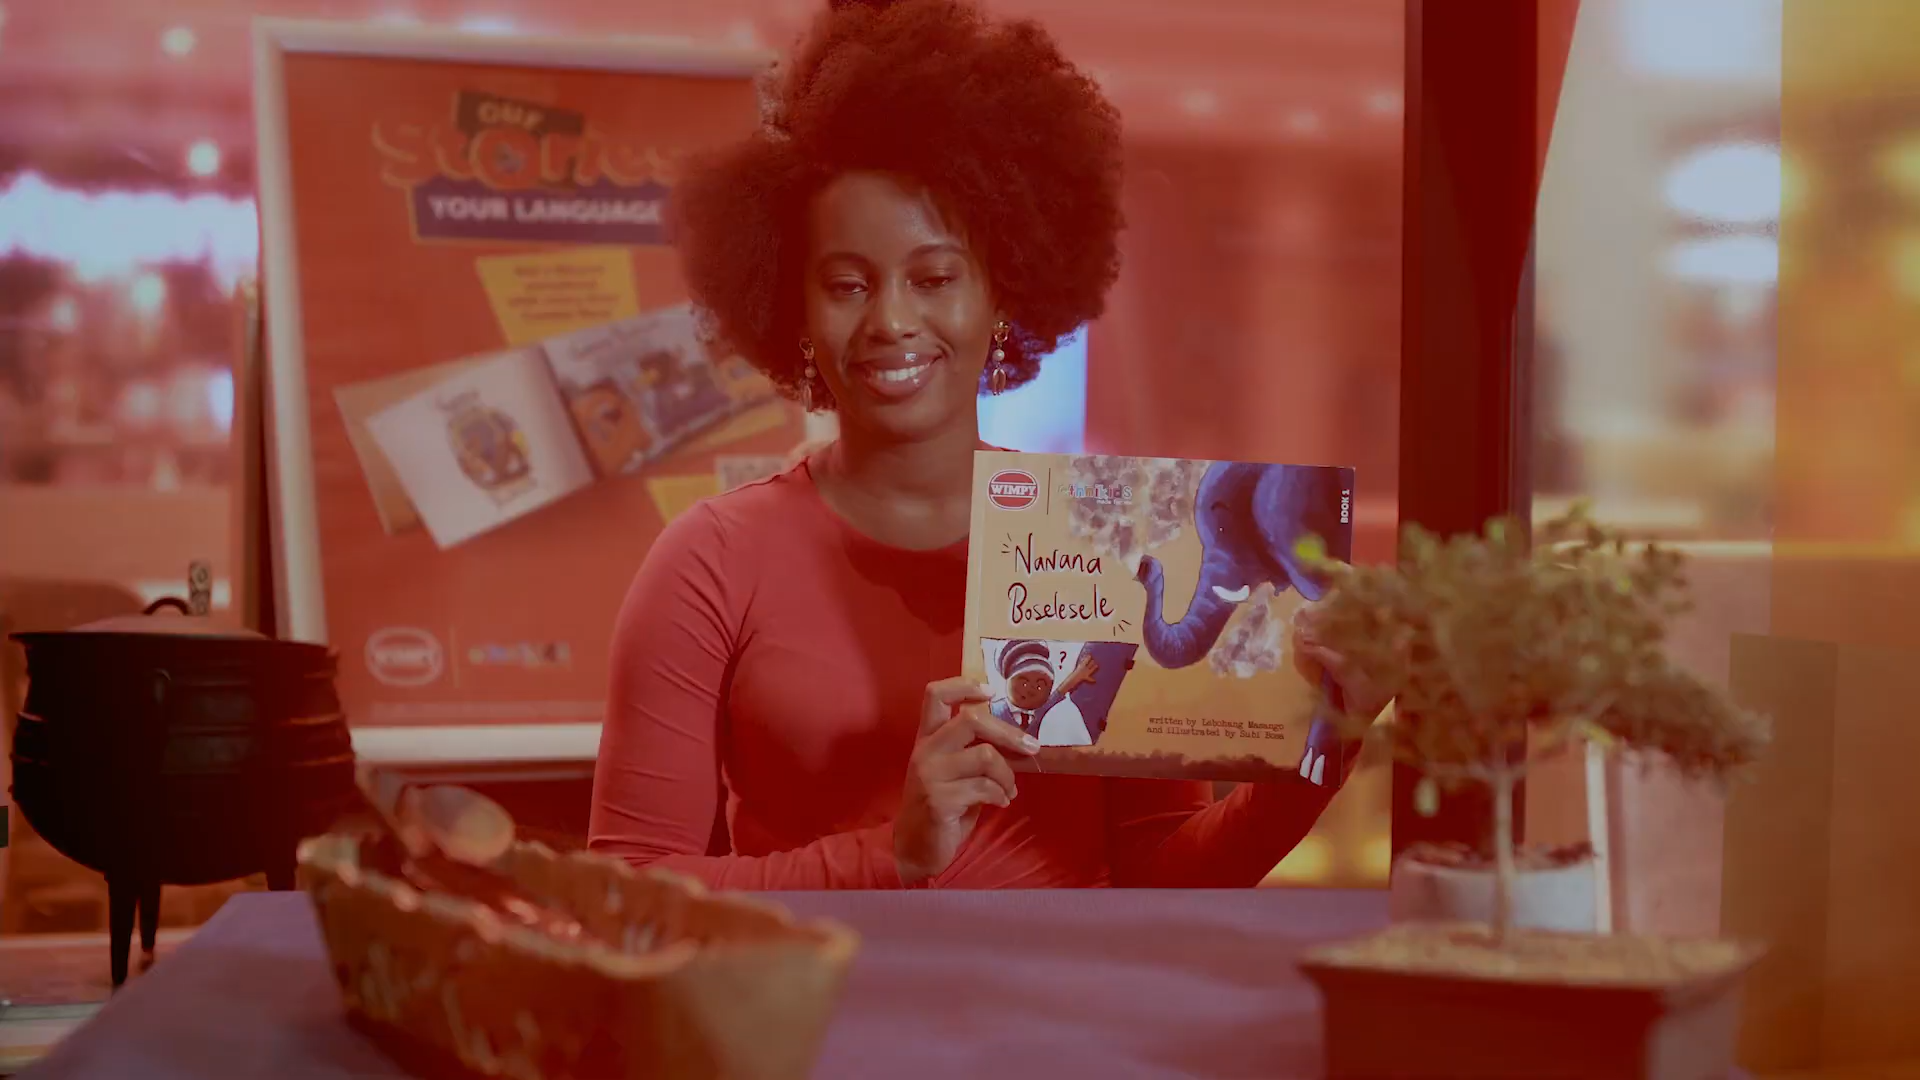 OUR
Stories
YOUR LANGUAGE
WIMPY
WIMPY
BOOK 1
Nanana
Boselesele
?
written by Lebohang Masango
and illustrated by Subi Bosa